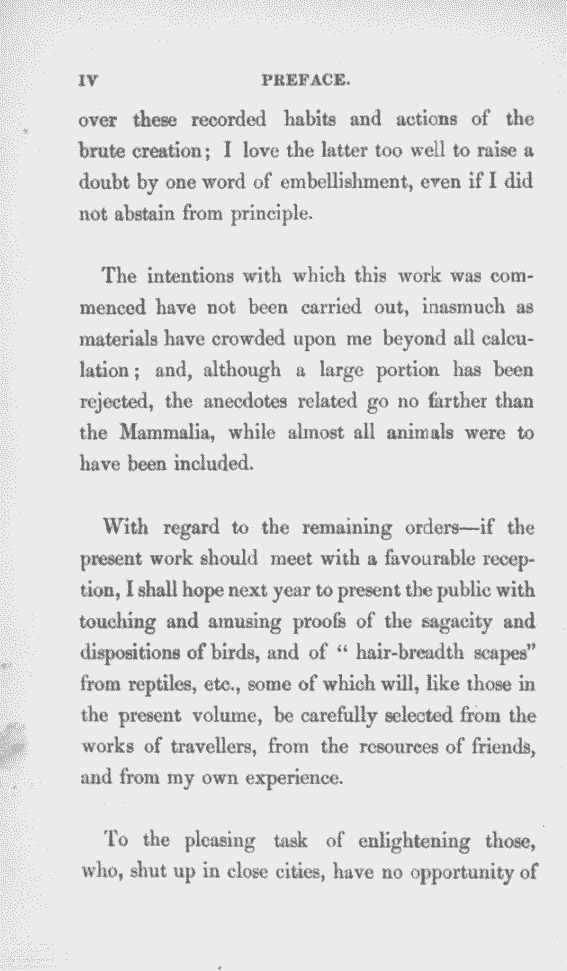 IV PREFACE.
over these recorded habits and actions of the
brute creation; I love the latter too well to raise a
doubt by one word of embellishment, even if I did
not abstain from principle.
The intentions with which this work was com-
menced have not been carried out, inasmuch as
materials have crowded upon me beyond all calcu-
lation; and, although a large portion has been
rejected, the anecdotes related go no farther than
the Mammalia, while almost all animals were to
have been included.
With regard to the remaining orders—if the
present work should meet with a favourable recep-
tion, I shall hope next year to present the public with
touching and amusing proofs of the sagacity and
dispositions of birds, and of “ hair-breadth scapes”
from reptiles, etc., some of which will, like those in
the present volume, be carefully selected from the
works of travellers, from the resources of friends,
and from my own experience.
To the pleasing task of enlightening those,
who, shut up in close cities, have no opportunity of